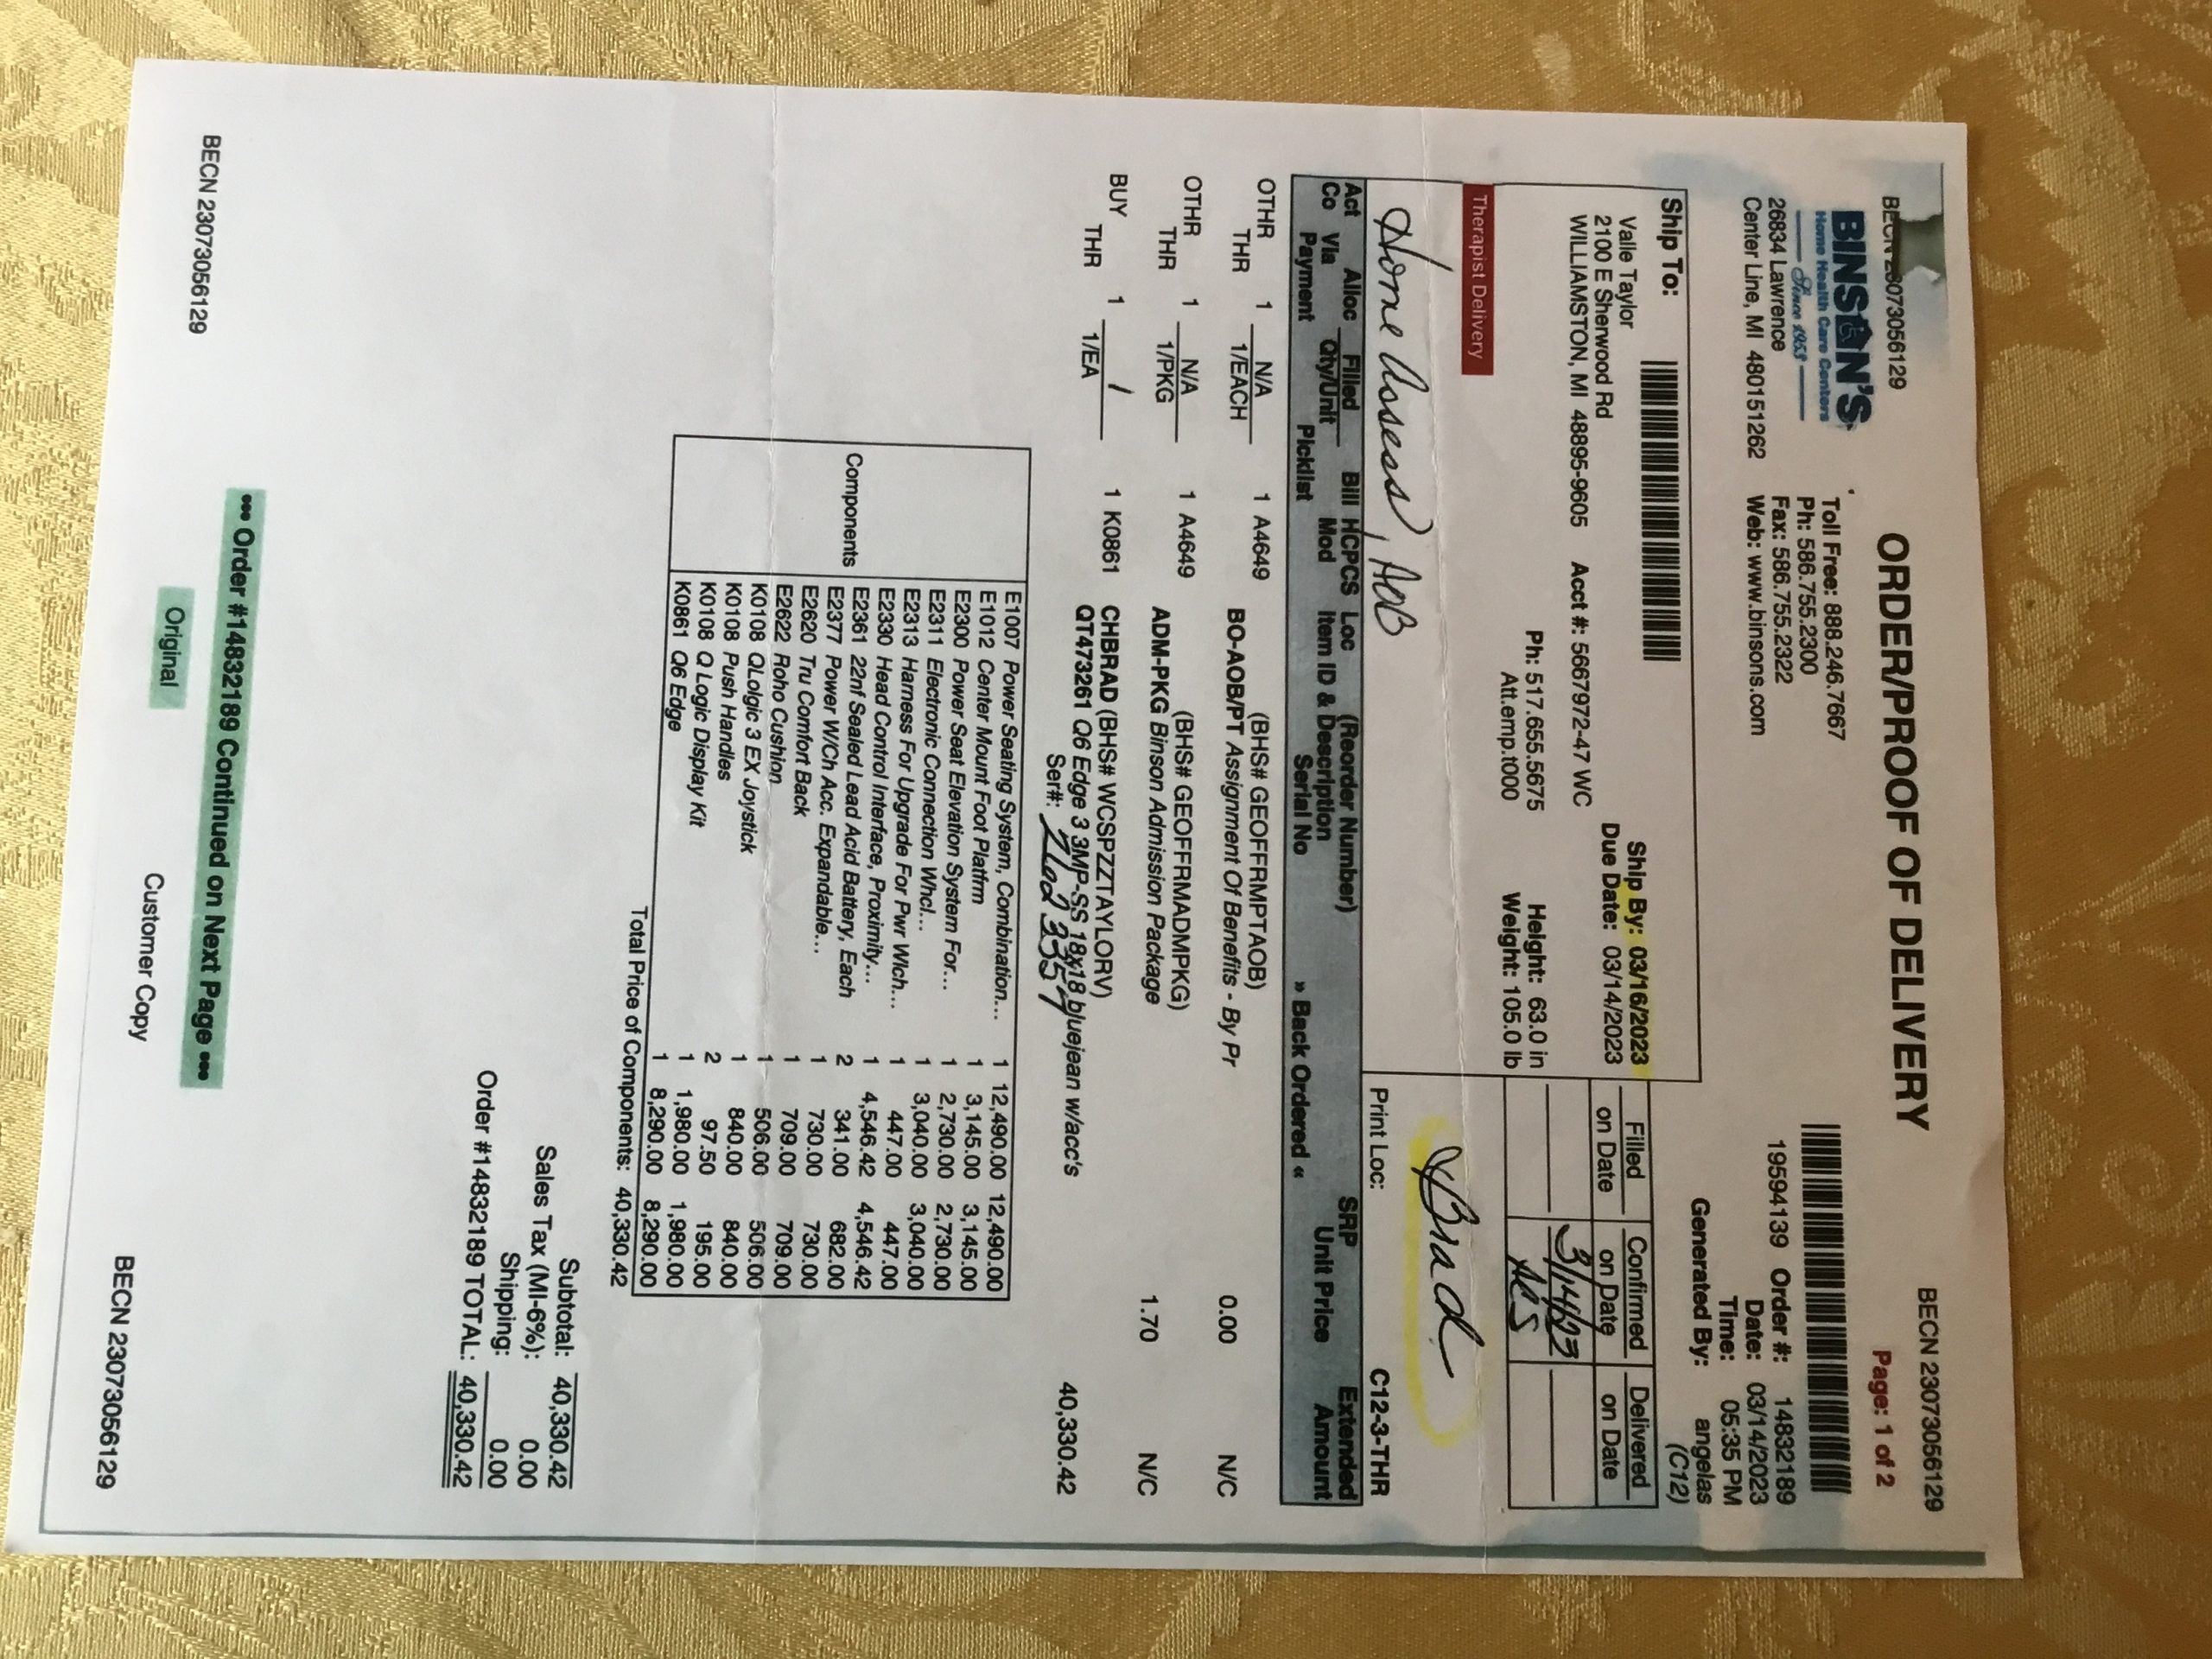 BECN 23073056129
ORDER/PROOF OF DELIVERY
BECN 23073056129
Page: 1 of 2
BINSON'S
Home Health Care Centers
Since 1953
26834 Lawrence
Center Line, MI 480151262
Toll Free: 888.246.7667
Ph: 586.755.2300
Fax: 586.755.2322
Web: www.binsons.com
19594139 Order #: 14832189
Date: 03/14/2023
Time: 05:35 PM
Generated By: angelas
(C12)
Ship To:
Ship By: 03/16/2023
Due Date: 03/14/2023
Valle Taylor
2100 E Sherwood Rd
WILLIAMSTON, MI 48895-9605 Acct #: 5667972-47 WC
Ph: 517.655.5675
Att.emp.t000
Height: 63.0 in
Weight: 105.0 lb
Filled on Date
Confirmed on Date
Delivered on Date
3/14/23
ACS
Therapist Delivery
Home Assess, AOB
Brad
Print Loc: C12-3-THR
Act Alloc Filled Bill HCPCS Loc (Reorder Number) SRP Extended
Co Via Qty/Unit Mod Item ID & Description » Back Ordered « Unit Price Amount
Payment Picklist Serial No
OTHR 1 N/A 1 A4649 (BHS# GEOFFRMPTAOB)
THR 1/EACH BO-AOB/PT Assignment Of Benefits - By Pr 0.00 N/C
OTHR 1 N/A 1 A4649 (BHS# GEOFFRMADMPKG)
THR 1/PKG ADM-PKG Binson Admission Package 1.70 N/C
BUY 1 / 1 K0861 CHBRAD (BHS# WCSPZZTAYLORV)
THR 1/EA QT473261 Q6 Edge 3 3MP-SS 18x18 bluejean w/acc's 40,330.42
Ser#:
Components
E1007 Power Seating System, Combination... 1 12,490.00 12,490.00
E1012 Center Mount Foot Platfrm 1 3,145.00 3,145.00
E2300 Power Seat Elevation System For... 1 2,730.00 2,730.00
E2311 Electronic Connection Whcl... 1 3,040.00 3,040.00
E2313 Harness For Upgrade For Pwr Wlch... 1 447.00 447.00
E2330 Head Control Interface, Proximity... 1 4,546.42 4,546.42
E2361 22nf Sealed Lead Acid Battery, Each 2 341.00 682.00
E2377 Power W/Ch Acc. Expandable... 1 730.00 730.00
E2620 Tru Comfort Back 1 709.00 709.00
E2622 Roho Cushion 1 506.00 506.00
K0108 QLolgic 3 EX Joystick 1 840.00 840.00
K0108 Push Handles 2 97.50 195.00
K0108 Q Logic Display Kit 1 1,980.00 1,980.00
K0861 Q6 Edge 1 8,290.00 8,290.00
Total Price of Components: 40,330.42
Subtotal: 40,330.42
Sales Tax (MI-6%): 0.00
Shipping: 0.00
Order #14832189 TOTAL: 40,330.42
••• Order #14832189 Continued on Next Page •••
Original
Customer Copy
BECN 23073056129
BECN 23073056129